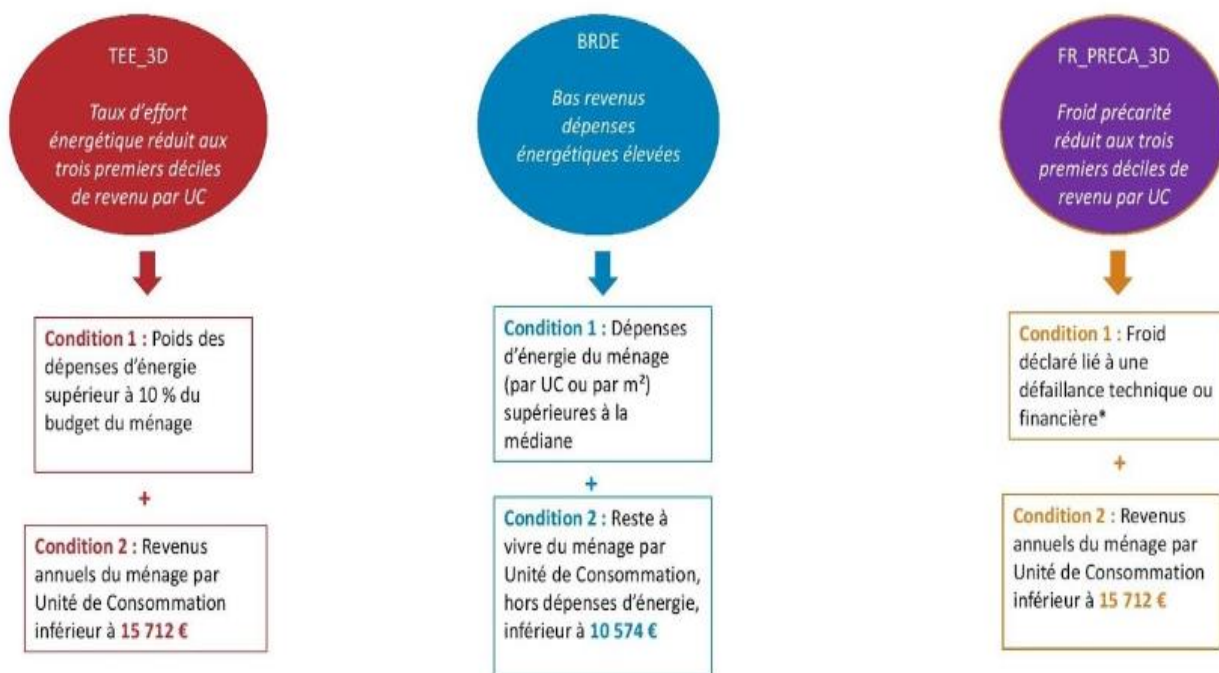 TEE_3D
Taux d'effort
énergétique réduit aux
trois premiers déciles
de revenu par UC
Condition 1 : Poids des
dépenses d'énergie
supérieur à 10 % du
budget du ménage
+
Condition 2 : Revenus
annuels du ménage par
Unité de Consommation
inférieur à 15 712 €
BRDE
Bas revenus
dépenses
énergétiques élevées
Condition 1 : Dépenses
d'énergie du ménage
(par UC ou par m²)
supérieures à la
médiane
+
Condition 2 : Reste à
vivre du ménage par
Unité de Consommation,
hors dépenses d'énergie,
inférieur à 10 574 €
FR_PRECA_3D
Froid précarité
réduit aux trois
premiers déciles de
revenu par UC
Condition 1 : Froid
déclaré lié à une
défaillance technique ou
financière*
+
Condition 2 : Revenus
annuels du ménage par
Unité de Consommation
inférieur à 15 712 €